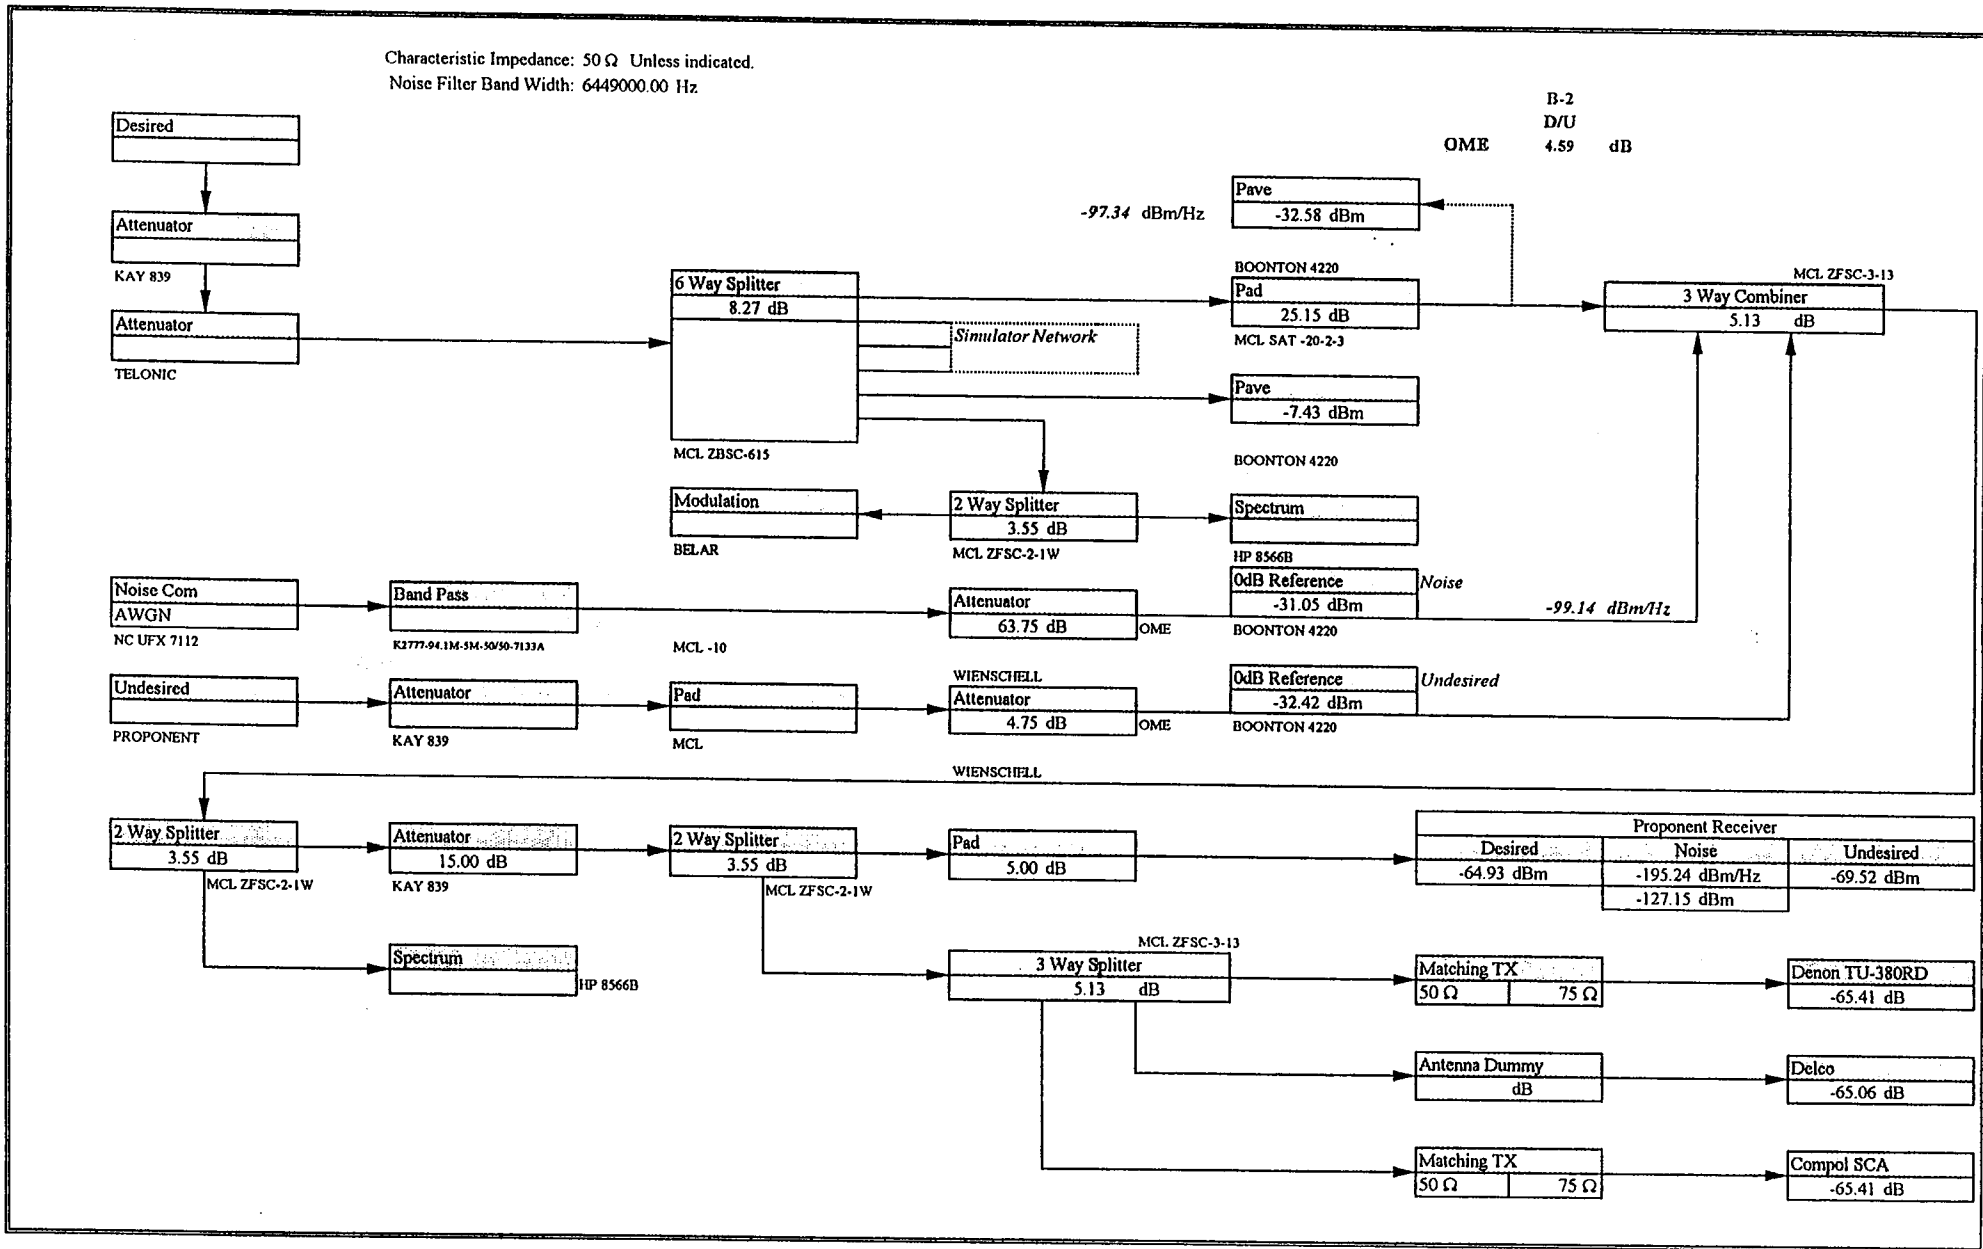 Characteristic Impedance: 50 Ω Unless indicated.
Noise Filter Band Width: 6449000.00 Hz
B-2
D/U
OME 4.59 dB
Desired
Attenuator
KAY 839
Attenuator
TELONIC
6 Way Splitter
8.27 dB
MCL ZBSC-615
Simulator Network
-97.34 dBm/Hz
Pave
-32.58 dBm
BOONTON 4220
Pad
25.15 dB
MCL SAT -20-2-3
MCL ZFSC-3-13
3 Way Combiner
5.13 dB
Pave
-7.43 dBm
BOONTON 4220
Modulation
BELAR
2 Way Splitter
3.55 dB
MCL ZFSC-2-1W
Spectrum
HP 8566B
Noise Com
AWGN
NC UFX 7112
Band Pass
K2777-94.1M-5M-50/50-7133A
MCL -10
Attenuator
63.75 dB
OME
WIENSCHELL
0dB Reference
-31.05 dBm
BOONTON 4220
Noise
-99.14 dBm/Hz
Undesired
PROPONENT
Attenuator
KAY 839
Pad
MCL
Attenuator
4.75 dB
OME
WIENSCHELL
0dB Reference
-32.42 dBm
BOONTON 4220
Undesired
2 Way Splitter
3.55 dB
MCL ZFSC-2-1W
Attenuator
15.00 dB
KAY 839
2 Way Splitter
3.55 dB
MCL ZFSC-2-1W
Pad
5.00 dB
Proponent Receiver
Desired Noise Undesired
-64.93 dBm -195.24 dBm/Hz -69.52 dBm
-127.15 dBm
Spectrum
HP 8566B
MCL ZFSC-3-13
3 Way Splitter
5.13 dB
Matching TX
50 Ω 75 Ω
Denon TU-380RD
-65.41 dB
Antenna Dummy
dB
Delco
-65.06 dB
Matching TX
50 Ω 75 Ω
Compol SCA
-65.41 dB